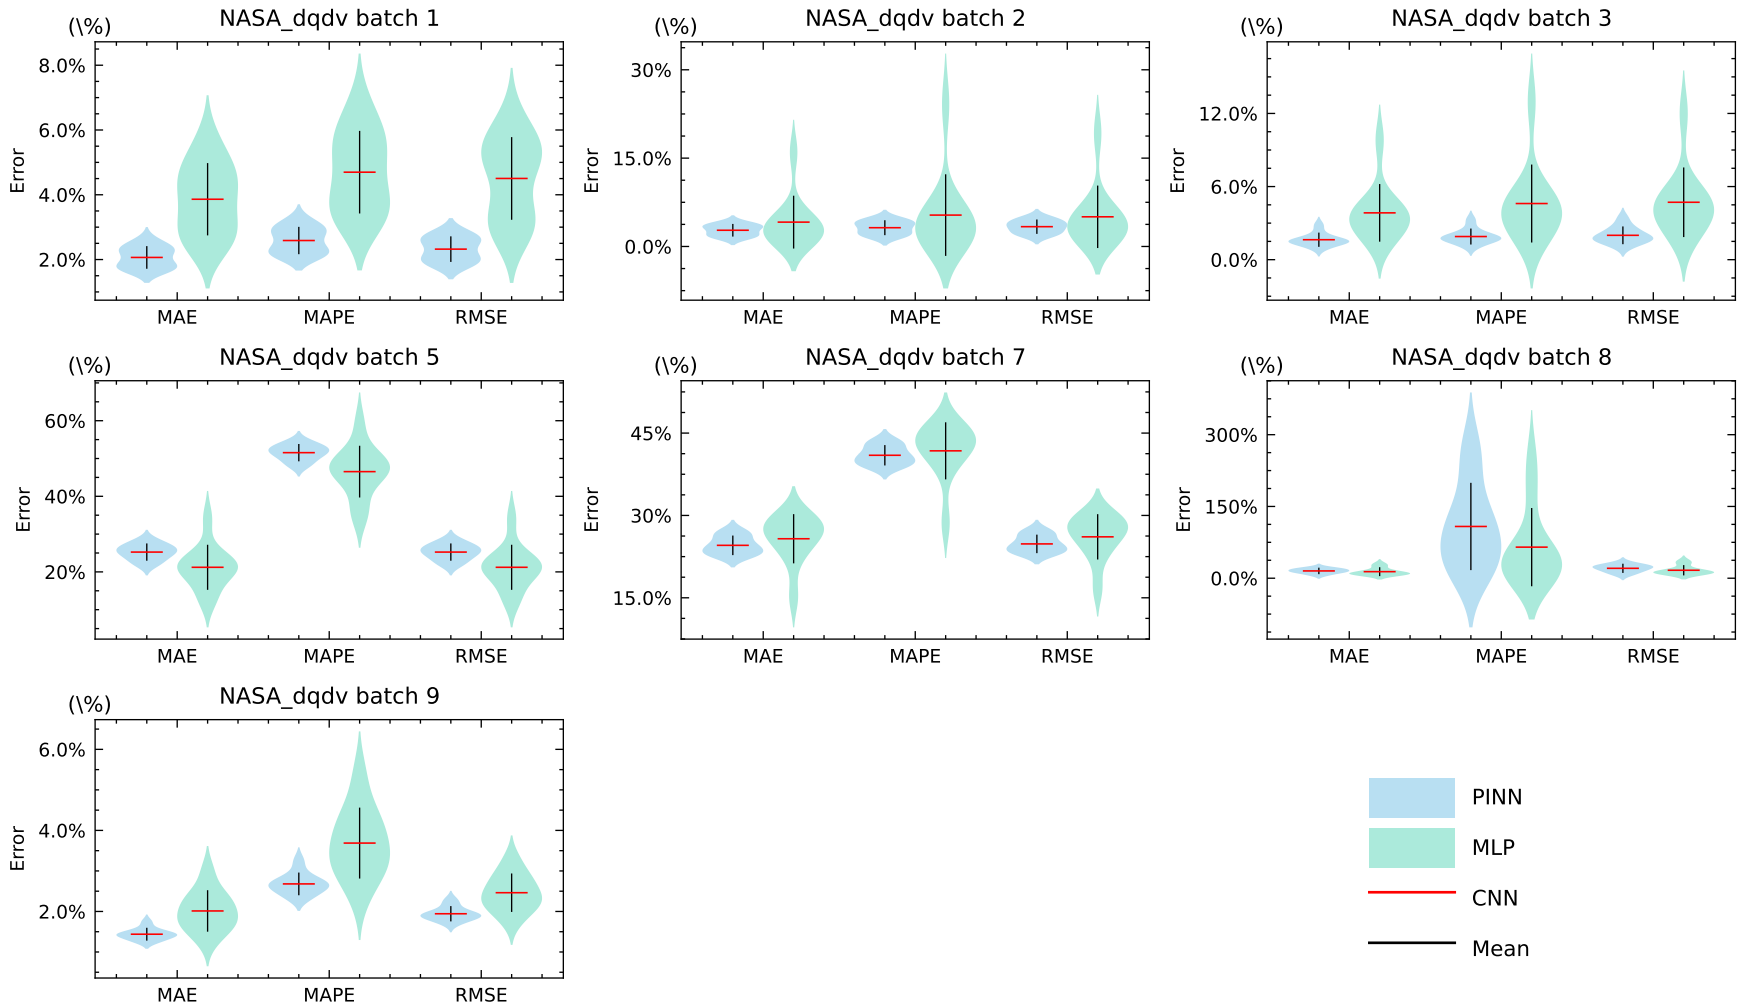 NASA_dqdv batch 1
(\%)
Error
8.0%
6.0%
4.0%
2.0%
MAE MAPE RMSE
NASA_dqdv batch 2
(\%)
Error
30%
15.0%
0.0%
MAE MAPE RMSE
NASA_dqdv batch 3
(\%)
Error
12.0%
6.0%
0.0%
MAE MAPE RMSE
NASA_dqdv batch 5
(\%)
Error
60%
40%
20%
MAE MAPE RMSE
NASA_dqdv batch 7
(\%)
Error
45%
30%
15.0%
MAE MAPE RMSE
NASA_dqdv batch 8
(\%)
Error
300%
150%
0.0%
MAE MAPE RMSE
NASA_dqdv batch 9
(\%)
Error
6.0%
4.0%
2.0%
MAE MAPE RMSE
PINN
MLP
CNN
Mean